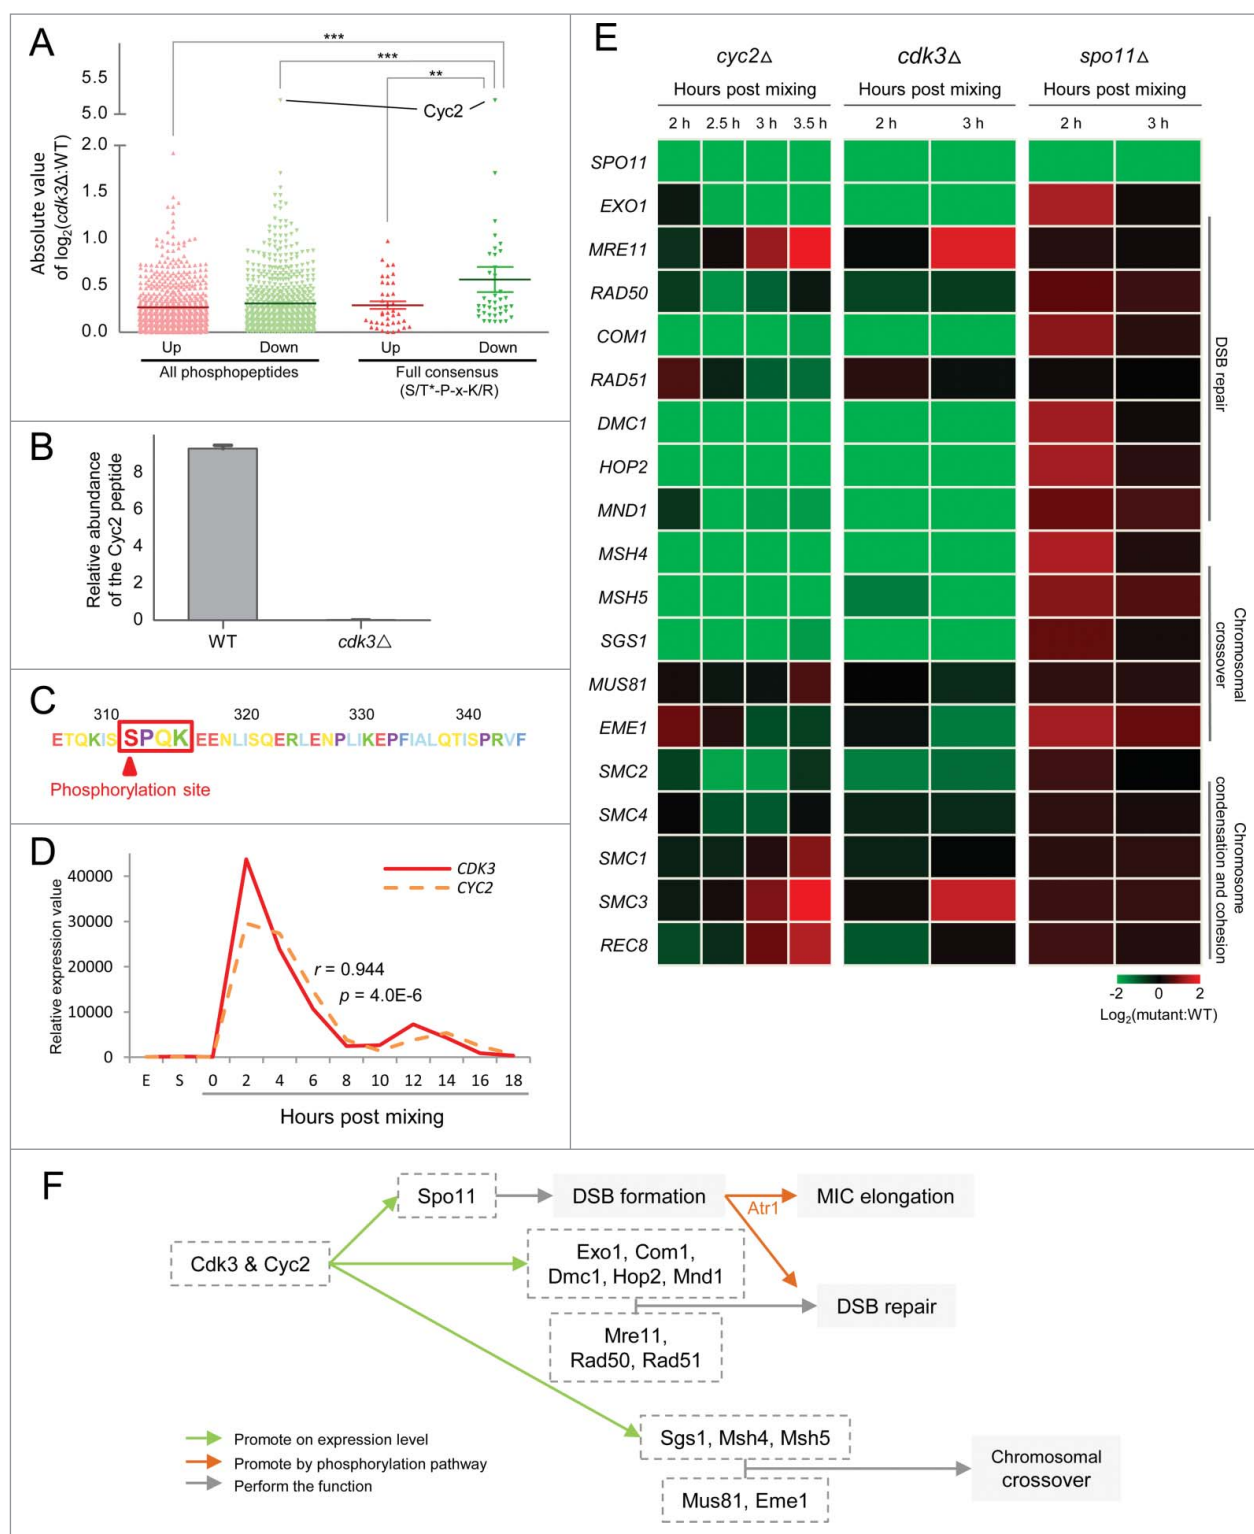 A
***
***
**
5.5
5.0
2.0
1.5
1.0
0.5
0.0
Absolute value
of log2(cdk3Δ:WT)
Cyc2
Up
Down
Up
Down
All phosphopeptides
Full consensus
(S/T*-P-x-K/R)
B
8
6
4
2
0
Relative abundance
of the Cyc2 peptide
WT
cdk3△
C
310
320
330
340
ETQKISSPQKEENLISQERLENPLIKEPFIALQTISPRVF
Phosphorylation site
D
40000
30000
20000
10000
0
Relative expression value
CDK3
CYC2
r = 0.944
p = 4.0E-6
E S 0 2 4 6 8 10 12 14 16 18
Hours post mixing
E
cyc2△
cdk3△
spo11△
Hours post mixing
Hours post mixing
Hours post mixing
2 h 2.5 h 3 h 3.5 h
2 h 3 h
2 h 3 h
SPO11
EXO1
MRE11
RAD50
COM1
RAD51
DMC1
HOP2
MND1
MSH4
MSH5
SGS1
MUS81
EME1
SMC2
SMC4
SMC1
SMC3
REC8
DSB repair
Chromosomal
crossover
Chromosome
condensation and cohesion
-2 0 2
Log2(mutant:WT)
F
Spo11
DSB formation
Atr1
MIC elongation
Cdk3 & Cyc2
Exo1, Com1,
Dmc1, Hop2, Mnd1
DSB repair
Mre11,
Rad50, Rad51
Sgs1, Msh4, Msh5
Chromosomal
crossover
Mus81, Eme1
Promote on expression level
Promote by phosphorylation pathway
Perform the function